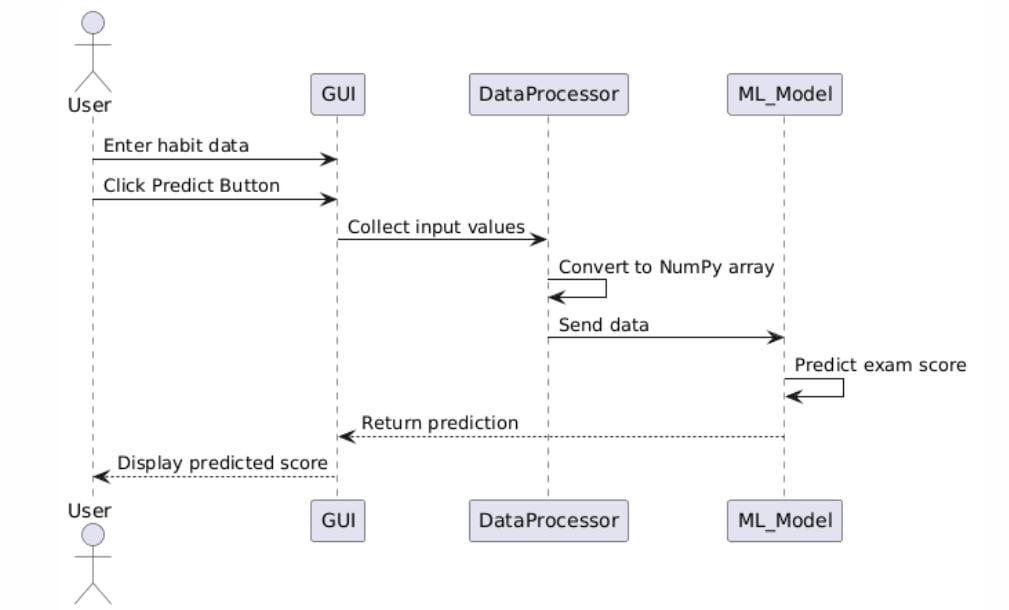 User
GUI
DataProcessor
ML_Model
Enter habit data
Click Predict Button
Collect input values
Convert to NumPy array
Send data
Predict exam score
Return prediction
Display predicted score
User
GUI
DataProcessor
ML_Model